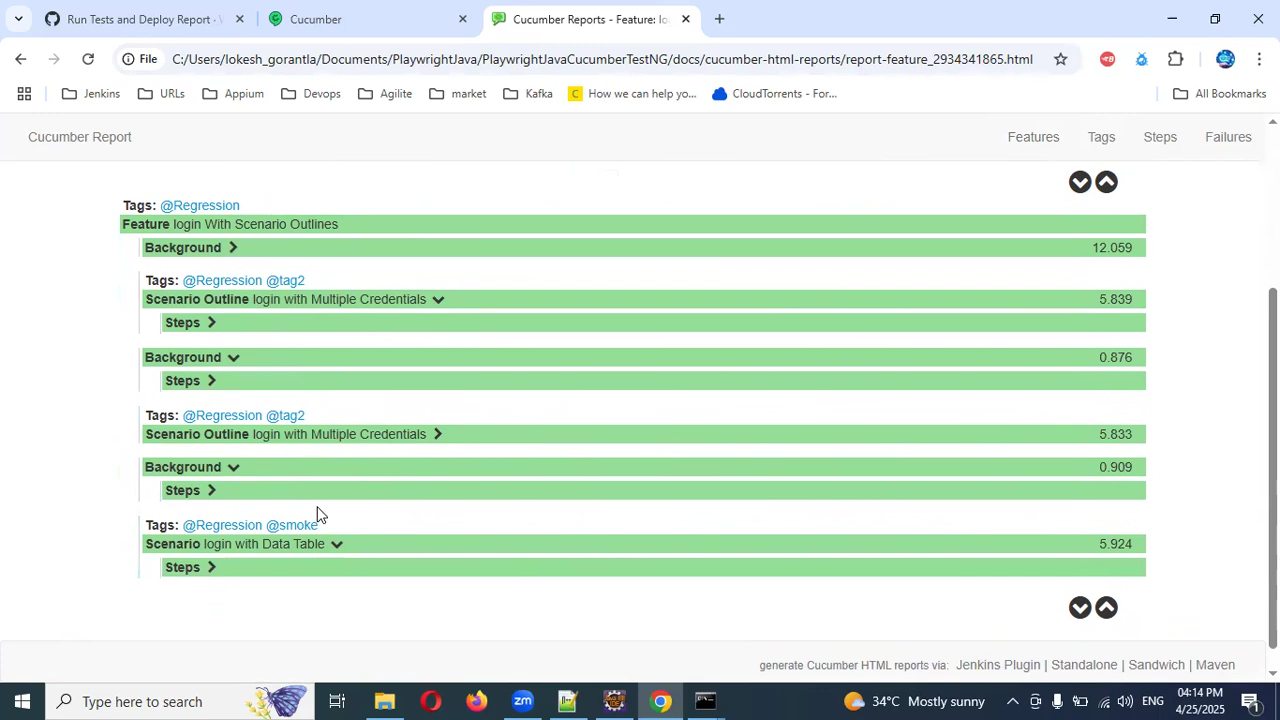 Run Tests and Deploy Report · W
Cucumber
Cucumber Reports - Feature: lo
File
C:/Users/lokesh_gorantla/Documents/PlaywrightJava/PlaywrightJavaCucumberTestNG/docs/cucumber-html-reports/report-feature_2934341865.html
Jenkins
URLs
Appium
Devops
Agilite
market
Kafka
How we can help yo...
CloudTorrents - For...
All Bookmarks
Cucumber Report
Features
Tags
Steps
Failures
Tags: @Regression
Feature login With Scenario Outlines
Background 12.059
Tags: @Regression @tag2
Scenario Outline login with Multiple Credentials 5.839
Steps
Background 0.876
Steps
Tags: @Regression @tag2
Scenario Outline login with Multiple Credentials 5.833
Background 0.909
Steps
Tags: @Regression @smoke
Scenario login with Data Table 5.924
Steps
generate Cucumber HTML reports via: Jenkins Plugin | Standalone | Sandwich | Maven
Type here to search
zm
34°C Mostly sunny
ENG
04:14 PM
4/25/2025
1